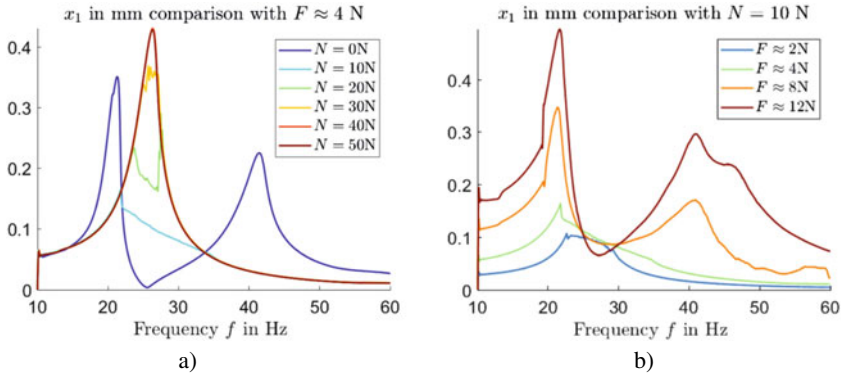 x₁ in mm comparison with F ≈ 4 N
0.4
0.3
0.2
0.1
0
10 20 30 40 50 60
Frequency f in Hz
N = 0N
N = 10N
N = 20N
N = 30N
N = 40N
N = 50N
a)
x₁ in mm comparison with N = 10 N
0.4
0.3
0.2
0.1
0
10 20 30 40 50 60
Frequency f in Hz
F ≈ 2N
F ≈ 4N
F ≈ 8N
F ≈ 12N
b)